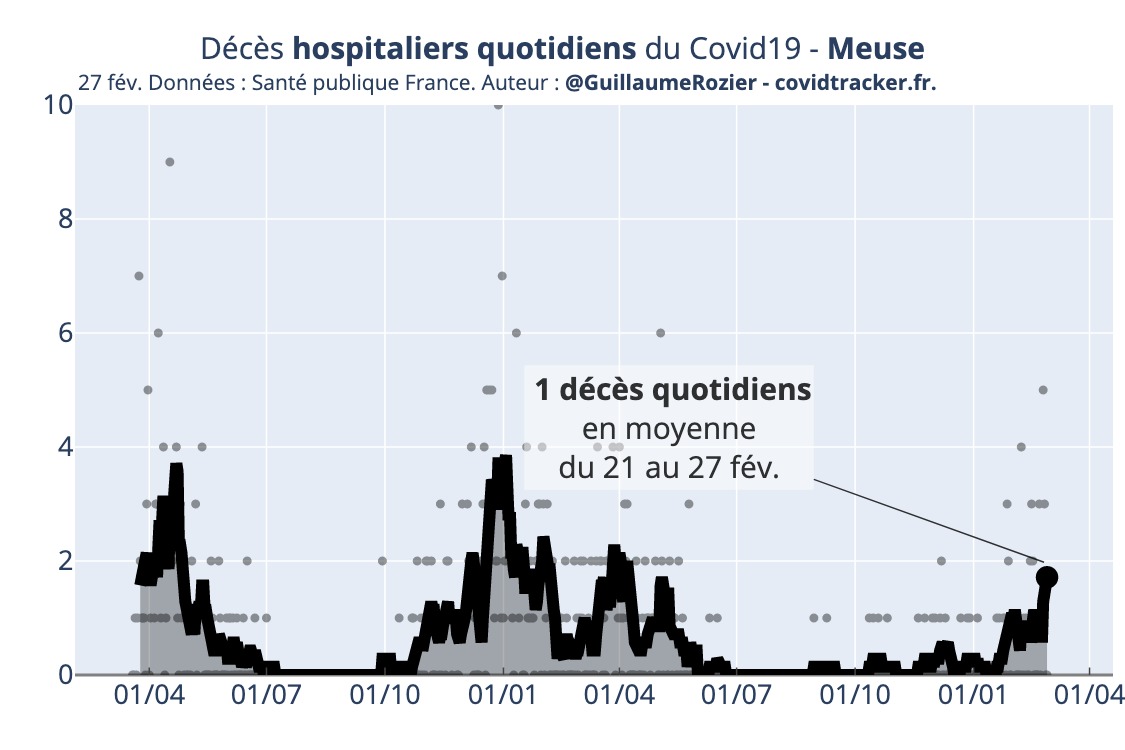 Décès hospitaliers quotidiens du Covid19 - Meuse
27 fév. Données : Santé publique France. Auteur : @GuillaumeRozier - covidtracker.fr.
10
8
6
4
2
0
1 décès quotidiens
en moyenne
du 21 au 27 fév.
01/04 01/07 01/10 01/01 01/04 01/07 01/10 01/01 01/04